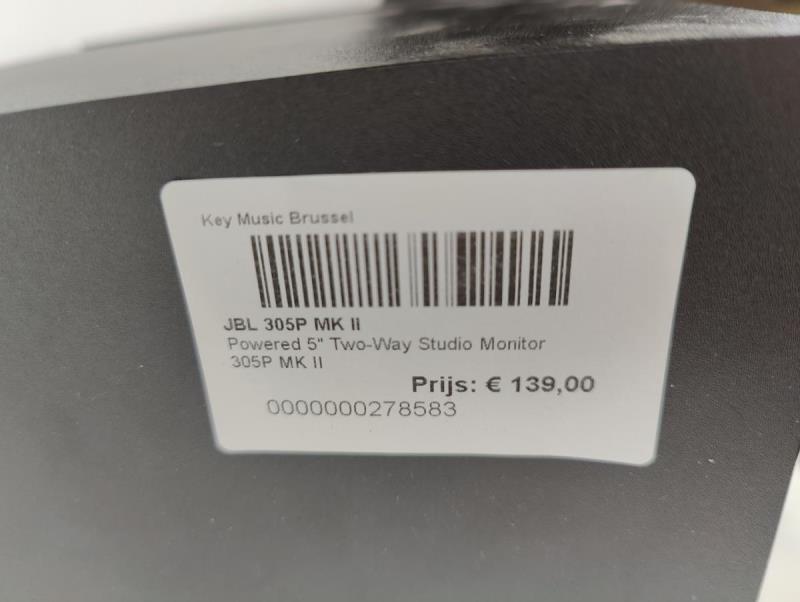 Key Music Brussel
JBL 305P MK II
Powered 5" Two-Way Studio Monitor
305P MK II
Prijs: € 139,00
0000000278583